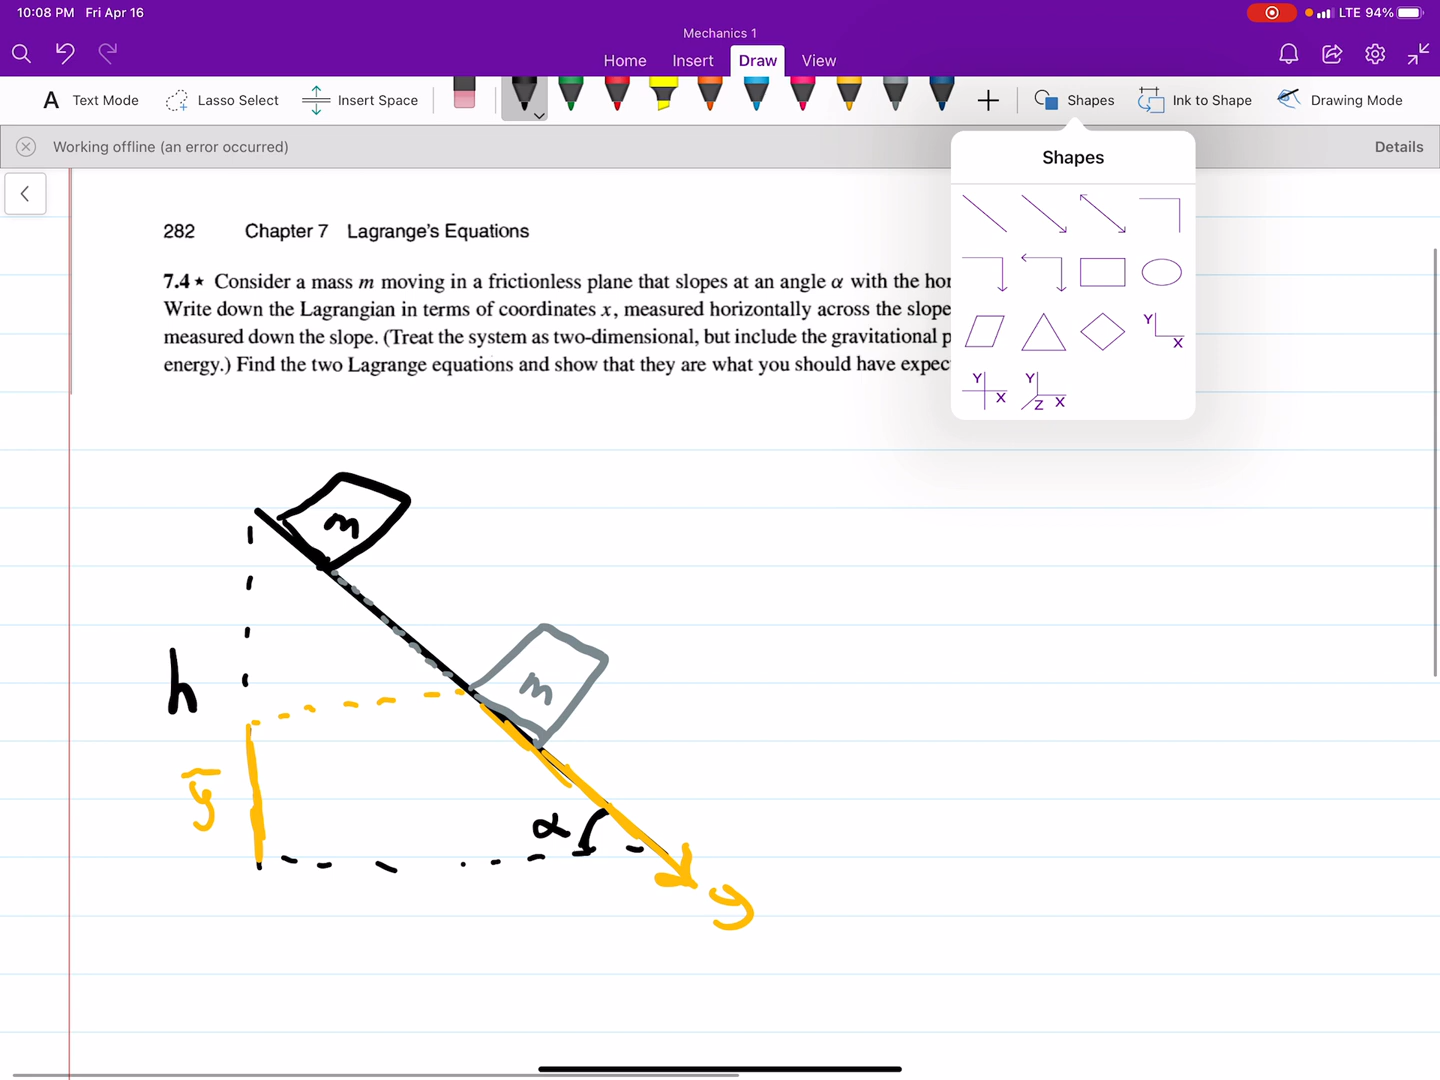 10:08 PM Fri Apr 16
LTE 94%
Mechanics 1
Home Insert Draw View
A Text Mode Lasso Select Insert Space Shapes Ink to Shape Drawing Mode
Working offline (an error occurred) Details
Shapes
Y X
Y X Y Z X
282 Chapter 7 Lagrange's Equations
7.4★ Consider a mass m moving in a frictionless plane that slopes at an angle α with the hor
Write down the Lagrangian in terms of coordinates x, measured horizontally across the slope
measured down the slope. (Treat the system as two-dimensional, but include the gravitational p
energy.) Find the two Lagrange equations and show that they are what you should have expec
m
h
m
ȳ
α
y